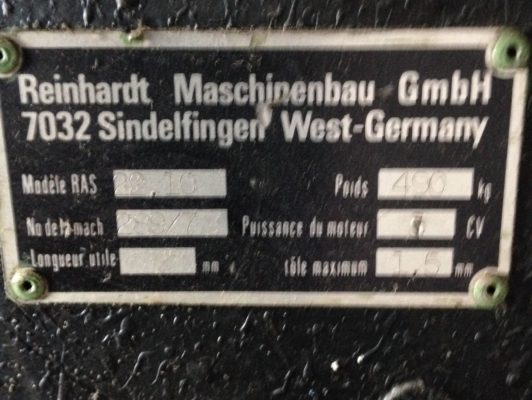 Reinhardt Maschinenbau GmbH
7032 Sindelfingen West-Germany
Modèle RAS Poids 490 kg
No de la mach Puissance du moteur CV
Longueur utile mm tôle maximum 1,5 mm